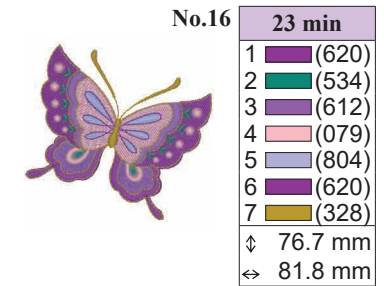 No.16
23 min
1 (620)
2 (534)
3 (612)
4 (079)
5 (804)
6 (620)
7 (328)
↕ 76.7 mm
↔ 81.8 mm